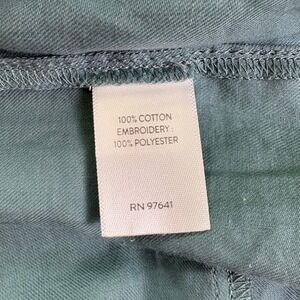 100% COTTON
EMBROIDERY :
100% POLYESTER
RN 97641